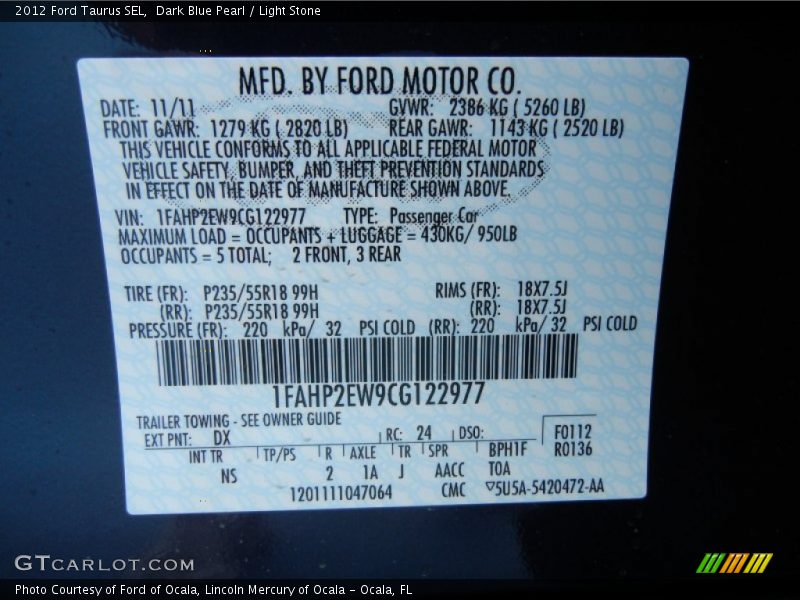 2012 Ford Taurus SEL,  Dark Blue Pearl / Light Stone
MFD. BY FORD MOTOR CO.
DATE: 11/11 GVWR: 2386 KG ( 5260 LB)
FRONT GAWR: 1279 KG ( 2820 LB) REAR GAWR: 1143 KG ( 2520 LB)
THIS VEHICLE CONFORMS TO ALL APPLICABLE FEDERAL MOTOR
VEHICLE SAFETY, BUMPER, AND THEFT PREVENTION STANDARDS
IN EFFECT ON THE DATE OF MANUFACTURE SHOWN ABOVE.
VIN: 1FAHP2EW9CG122977 TYPE: Passenger Car
MAXIMUM LOAD = OCCUPANTS + LUGGAGE = 430KG/ 950LB
OCCUPANTS = 5 TOTAL; 2 FRONT, 3 REAR
TIRE (FR): P235/55R18 99H RIMS (FR): 18X7.5J
(RR): P235/55R18 99H (RR): 18X7.5J
PRESSURE (FR): 220 kPa/ 32 PSI COLD (RR): 220 kPa/ 32 PSI COLD
1FAHP2EW9CG122977
TRAILER TOWING - SEE OWNER GUIDE
EXT PNT: DX RC: 24 DSO: F0112
INT TR TP/PS R AXLE TR SPR BPH1F R0136
NS 2 1A J AACC TOA
1201111047064 CMC ▽5U5A-5420472-AA
GTCARLOT.COM
Photo Courtesy of Ford of Ocala, Lincoln Mercury of Ocala - Ocala, FL